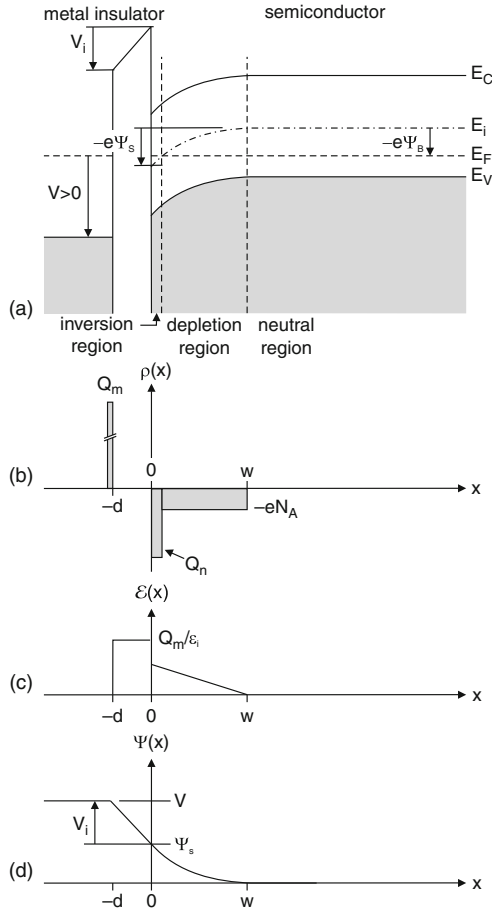 metal insulator semiconductor
V_i
E_C
E_i
−eΨ_s
−eΨ_B
E_F
E_V
V>0
(a)
inversion region
depletion region
neutral region
Q_m
ρ(x)
0
w
x
(b)
−d
−eN_A
Q_n
ℰ(x)
Q_m/ε_i
(c)
−d
0
w
x
Ψ(x)
V
V_i
Ψ_s
(d)
−d
0
w
x